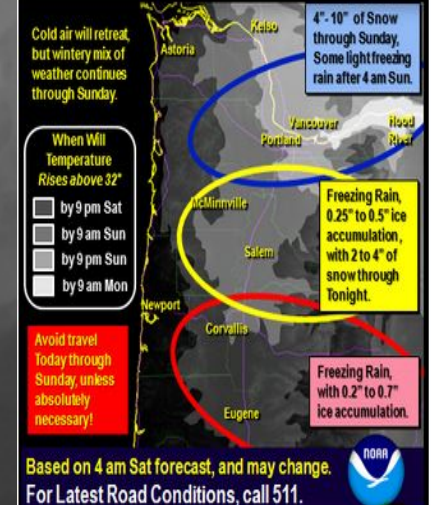 Cold air will retreat,
but wintery mix of
weather continues
through Sunday.
When Will
Temperature
Rises above 32°
by 9 pm Sat
by 9 am Sun
by 9 pm Sun
by 9 am Mon
Avoid travel
Today through
Sunday, unless
absolutely
necessary!
Kelso
Astoria
4"- 10" of Snow
through Sunday,
Some light freezing
rain after 4 am Sun.
Vancouver
Portland
Hood
River
McMinnville
Salem
Freezing Rain,
0.25" to 0.5" ice
accumulation,
with 2 to 4" of
snow through
Tonight.
Newport
Corvallis
Eugene
Freezing Rain,
with 0.2" to 0.7"
ice accumulation.
Based on 4 am Sat forecast, and may change.
For Latest Road Conditions, call 511.
NOAA